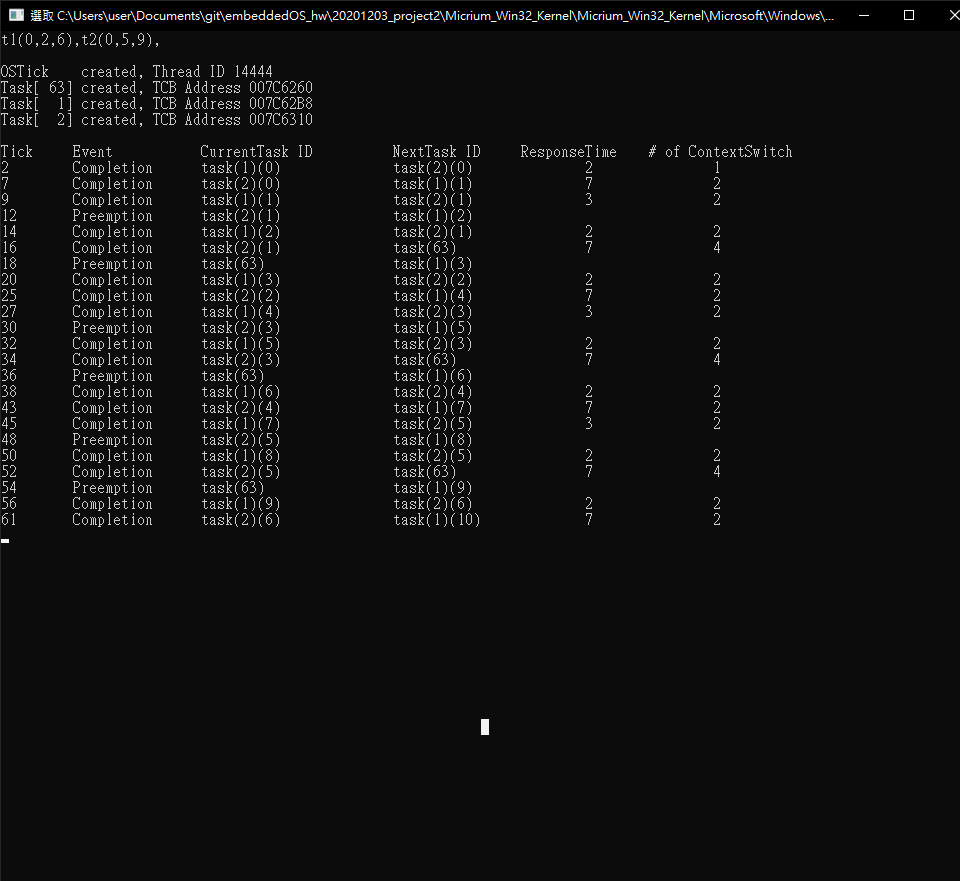 選取 C:\Users\user\Documents\git\embeddedOS_hw\20201203_project2\Micrium_Win32_Kernel\Micrium_Win32_Kernel\Microsoft\Windows\...
t1(0,2,6),t2(0,5,9),
OSTick    created, Thread ID 14444
Task[ 63] created, TCB Address 007C6260
Task[  1] created, TCB Address 007C62B8
Task[  2] created, TCB Address 007C6310
Tick     Event           CurrentTask ID          NextTask ID     ResponseTime    # of ContextSwitch
2        Completion      task(1)(0)              task(2)(0)              2               1
7        Completion      task(2)(0)              task(1)(1)              7               2
9        Completion      task(1)(1)              task(2)(1)              3               2
12       Preemption      task(2)(1)              task(1)(2)
14       Completion      task(1)(2)              task(2)(1)              2               2
16       Completion      task(2)(1)              task(63)                7               4
18       Preemption      task(63)                task(1)(3)
20       Completion      task(1)(3)              task(2)(2)              2               2
25       Completion      task(2)(2)              task(1)(4)              7               2
27       Completion      task(1)(4)              task(2)(3)              3               2
30       Preemption      task(2)(3)              task(1)(5)
32       Completion      task(1)(5)              task(2)(3)              2               2
34       Completion      task(2)(3)              task(63)                7               4
36       Preemption      task(63)                task(1)(6)
38       Completion      task(1)(6)              task(2)(4)              2               2
43       Completion      task(2)(4)              task(1)(7)              7               2
45       Completion      task(1)(7)              task(2)(5)              3               2
48       Preemption      task(2)(5)              task(1)(8)
50       Completion      task(1)(8)              task(2)(5)              2               2
52       Completion      task(2)(5)              task(63)                7               4
54       Preemption      task(63)                task(1)(9)
56       Completion      task(1)(9)              task(2)(6)              2               2
61       Completion      task(2)(6)              task(1)(10)             7               2